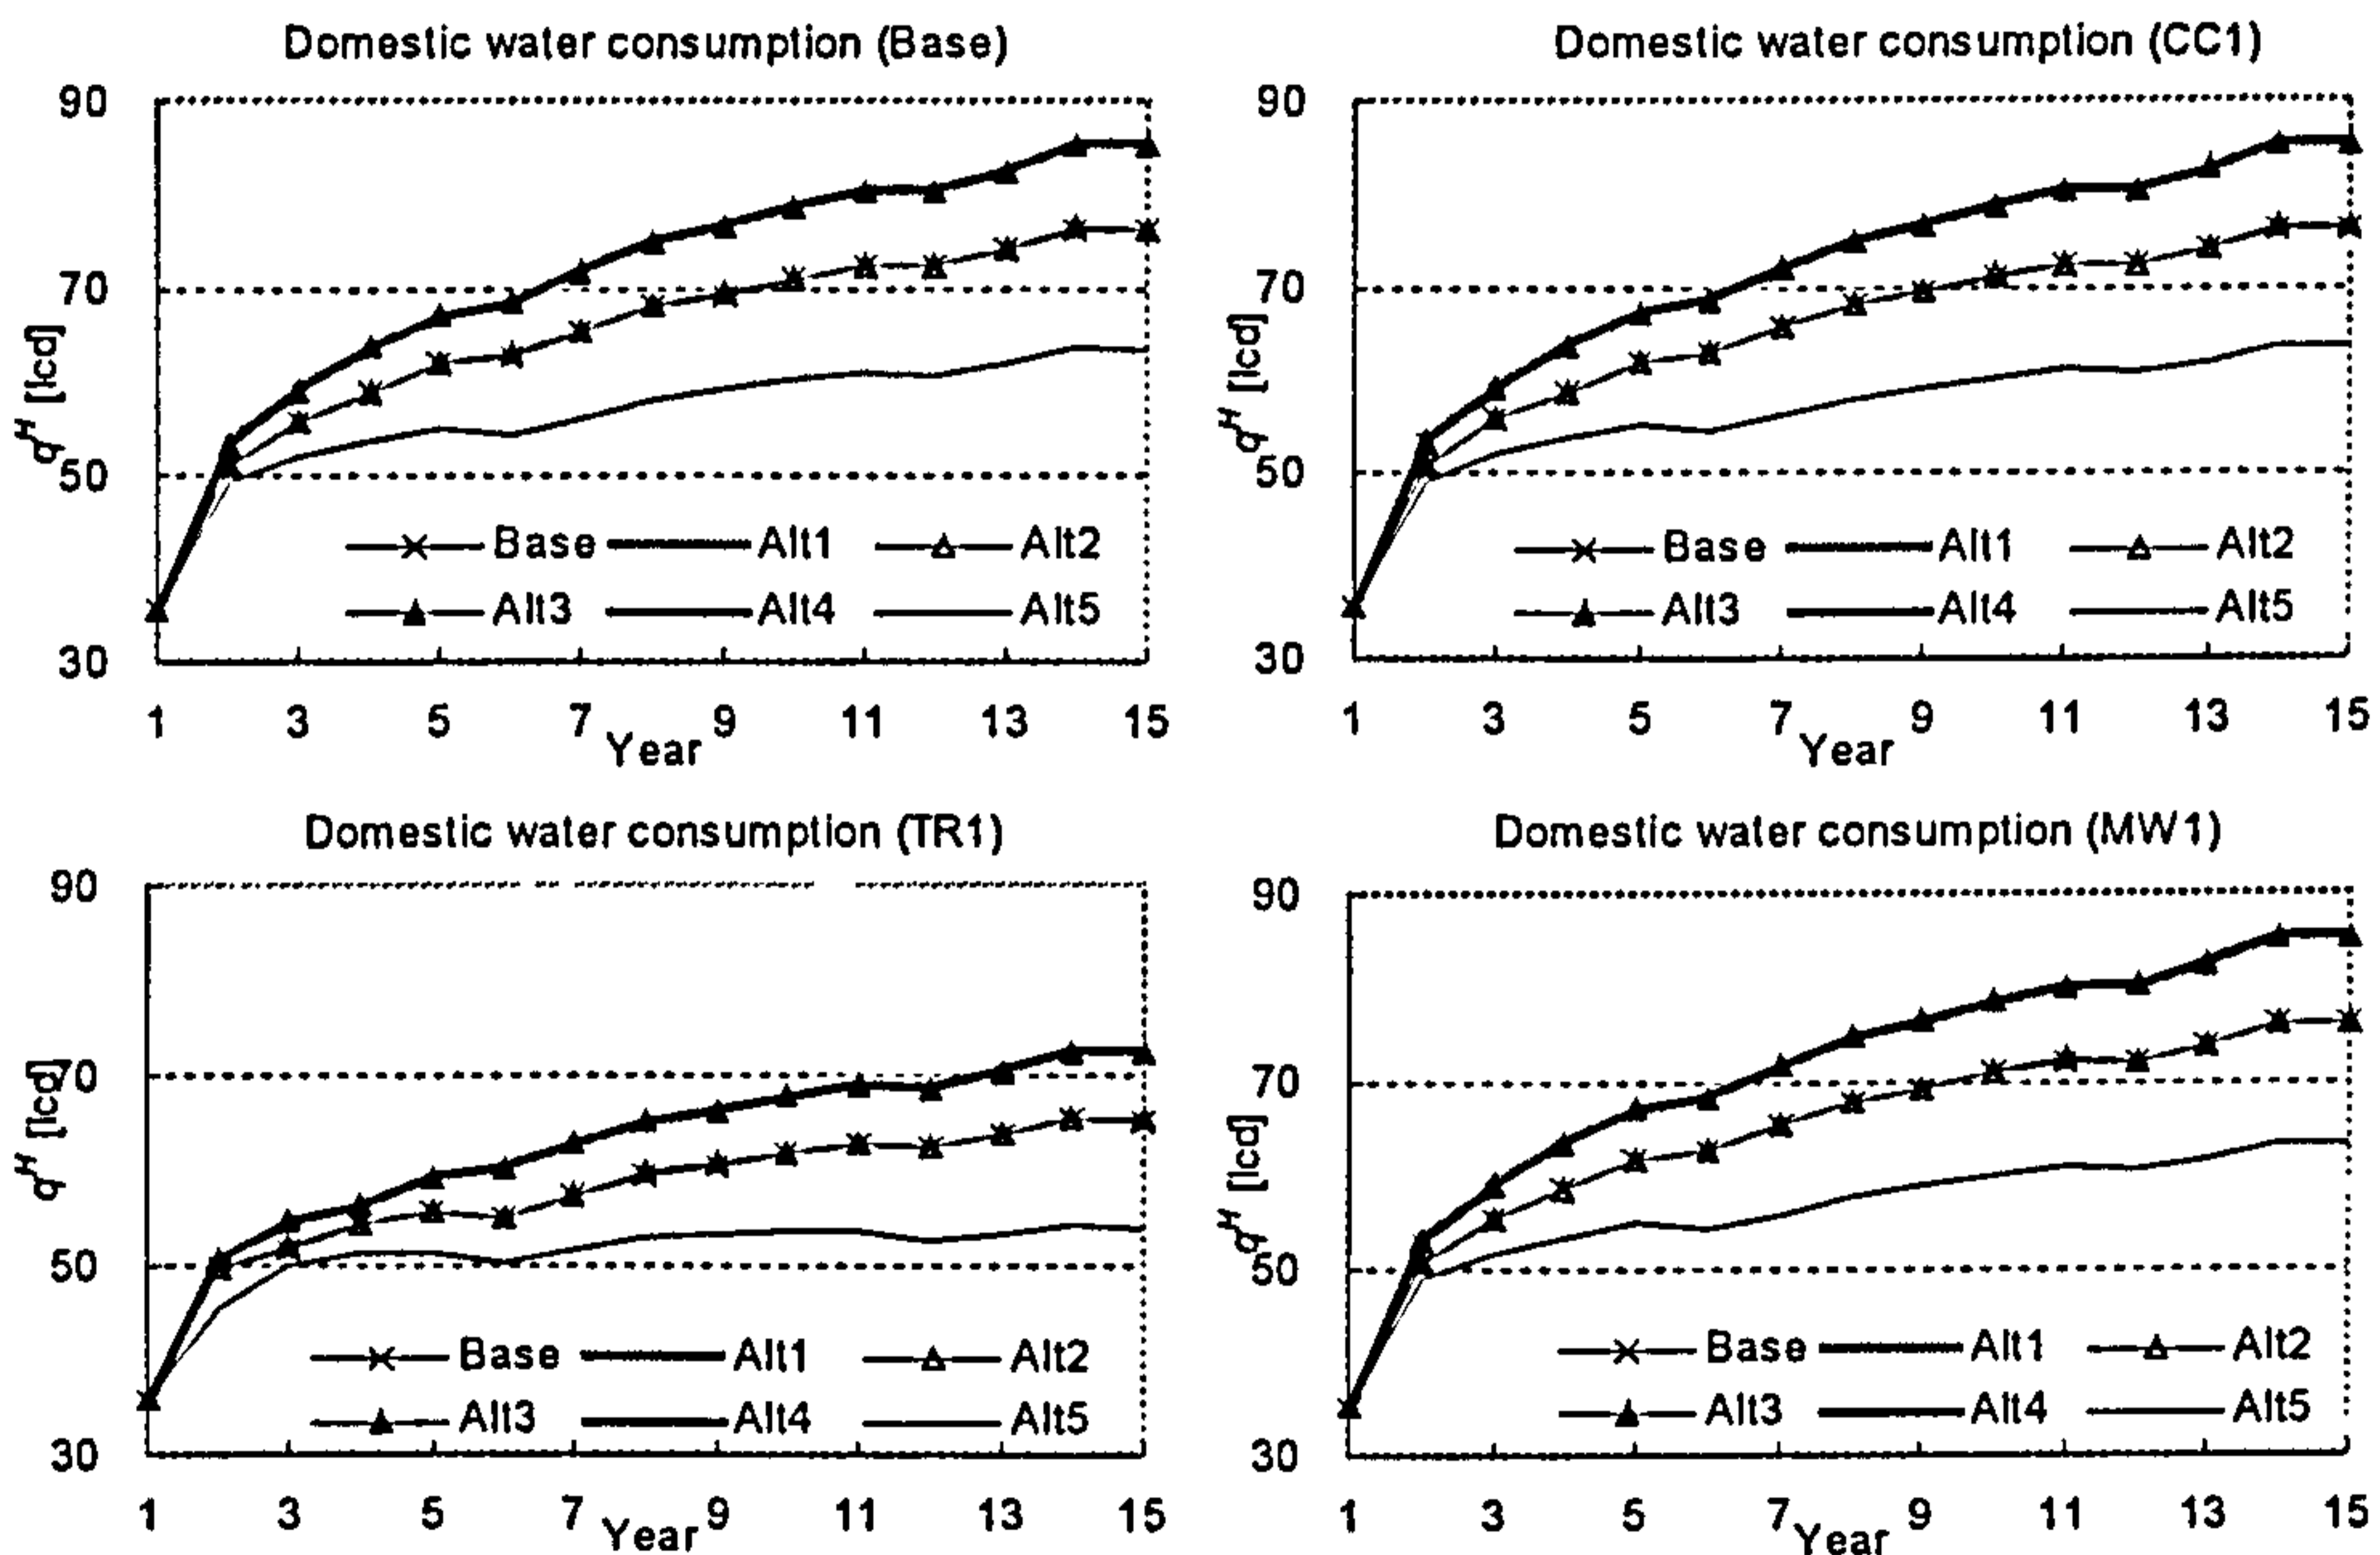 Domestic water consumption (Base)
90
70
50
30
q^H [lcd]
Base Alt1 Alt2
Alt3 Alt4 Alt5
1 3 5 7 9 11 13 15
Year
Domestic water consumption (CC1)
90
70
50
30
q^H [lcd]
Base Alt1 Alt2
Alt3 Alt4 Alt5
1 3 5 7 9 11 13 15
Year
Domestic water consumption (TR1)
90
70
50
30
q^H [lcd]
Base Alt1 Alt2
Alt3 Alt4 Alt5
1 3 5 7 9 11 13 15
Year
Domestic water consumption (MW1)
90
70
50
30
q^H [lcd]
Base Alt1 Alt2
Alt3 Alt4 Alt5
1 3 5 7 9 11 13 15
Year